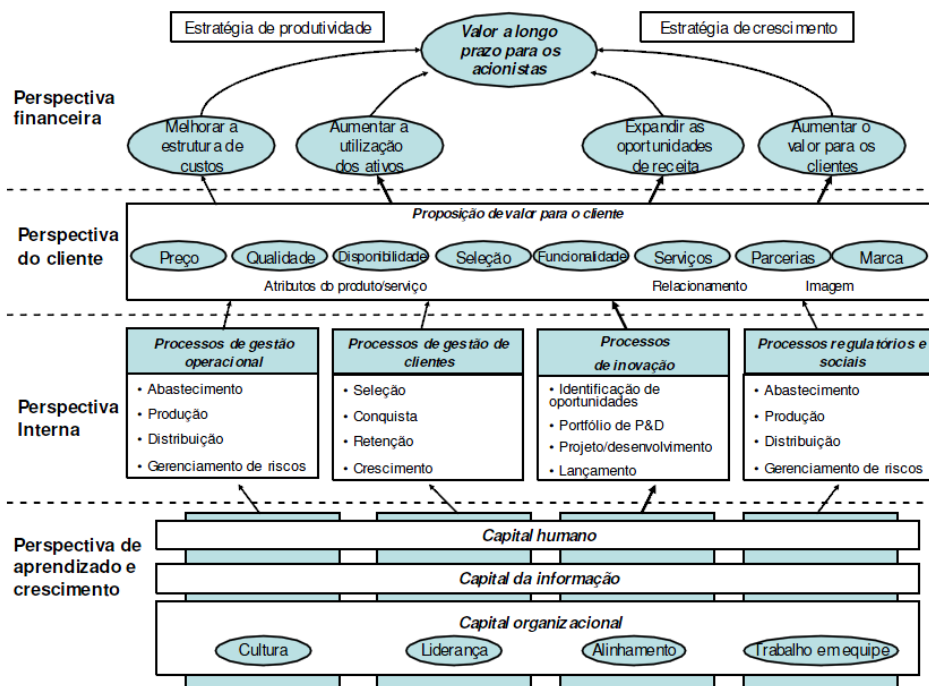 Estratégia de produtividade
Valor a longo
prazo para os
acionistas
Estratégia de crescimento
Perspectiva
financeira
Melhorar a
estrutura de
custos
Aumentar a
utilização
dos ativos
Expandir as
oportunidades
de receita
Aumentar o
valor para os
clientes
Perspectiva
do cliente
Proposição de valor para o cliente
Preço
Qualidade
Disponibilidade
Seleção
Funcionalidade
Serviços
Parcerias
Marca
Atributos do produto/serviço
Relacionamento
Imagem
Perspectiva
Interna
Processos de gestão
operacional
• Abastecimento
• Produção
• Distribuição
• Gerenciamento de riscos
Processos de gestão de
clientes
• Seleção
• Conquista
• Retenção
• Crescimento
Processos
de inovação
• Identificação de
oportunidades
• Portfólio de P&D
• Projeto/desenvolvimento
• Lançamento
Processos regulatórios e
sociais
• Abastecimento
• Produção
• Distribuição
• Gerenciamento de riscos
Perspectiva de
aprendizado e
crescimento
Capital humano
Capital da informação
Capital organizacional
Cultura
Liderança
Alinhamento
Trabalho em equipe